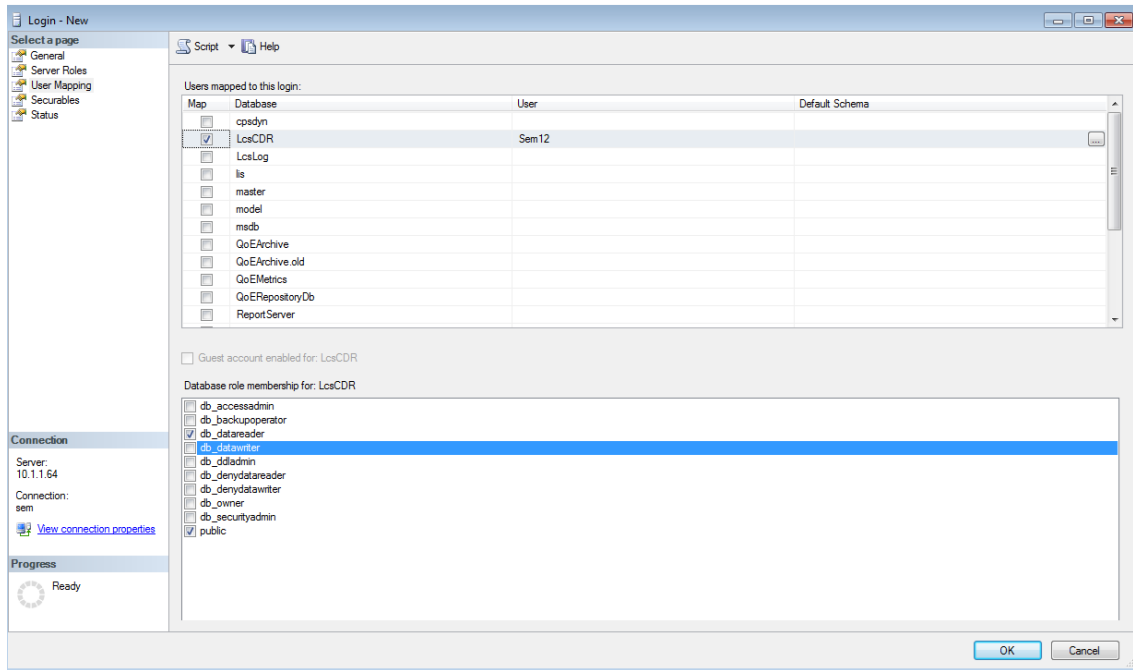 Login - New
Select a page
General
Server Roles
User Mapping
Securables
Status
Script Help
Users mapped to this login:
Map Database User Default Schema
cpsdyn
LcsCDR Sem12 ...
LcsLog
lis
master
model
msdb
QoEArchive
QoEArchive.old
QoEMetrics
QoERepositoryDb
ReportServer
Guest account enabled for: LcsCDR
Database role membership for: LcsCDR
db_accessadmin
db_backupoperator
db_datareader
db_datawriter
db_ddladmin
db_denydatareader
db_denydatawriter
db_owner
db_securityadmin
public
Connection
Server:
10.1.1.64
Connection:
sem
View connection properties
Progress
Ready
OK Cancel